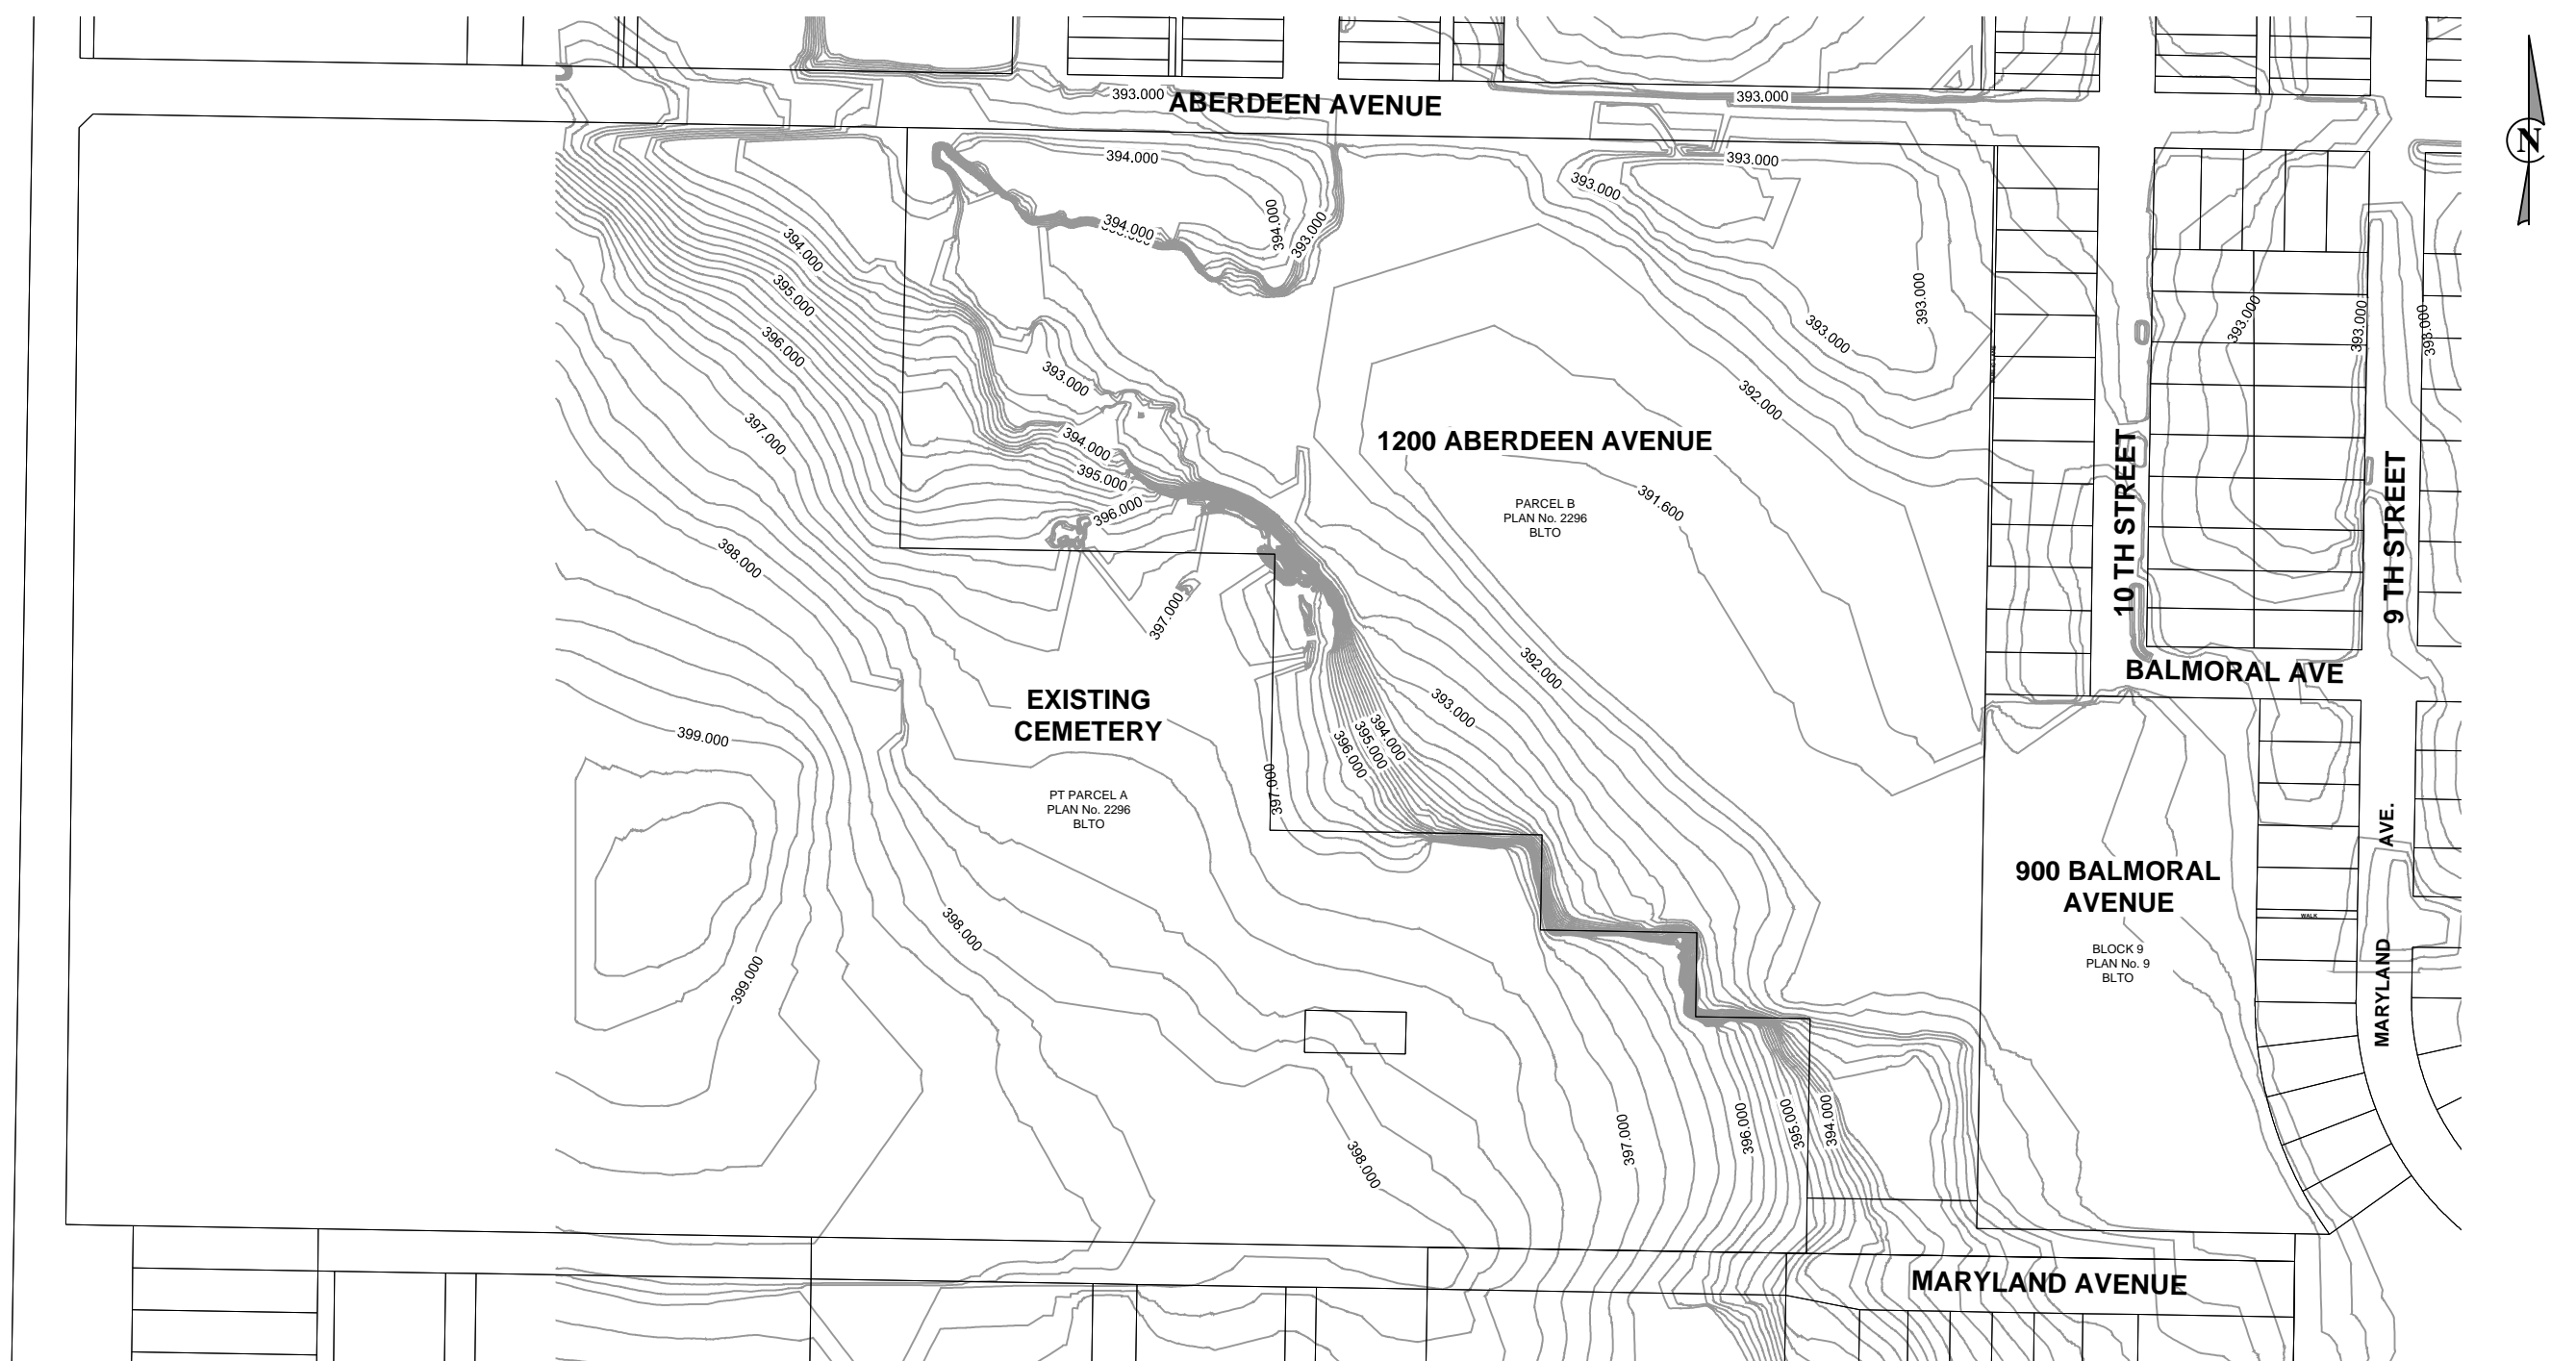 393.000
ABERDEEN AVENUE
393.000
N
394.000
393.000
393.000
394.000
394.000
393.000
394.000
393.000
395.000
393.000
393.000
393.000
393.000
393.000
396.000
393.000
392.000
397.000
394.000
1200 ABERDEEN AVENUE
395.000
391.600
PARCEL B
PLAN No. 2296
BLTO
396.000
10 TH STREET
9 TH STREET
398.000
397.000
392.000
BALMORAL AVE
EXISTING
CEMETERY
393.000
399.000
394.000
395.000
396.000
397.000
PT PARCEL A
PLAN No. 2296
BLTO
MARYLAND AVE.
900 BALMORAL
AVENUE
WALK
398.000
BLOCK 9
PLAN No. 9
BLTO
399.000
397.000
396.000
395.000
394.000
398.000
MARYLAND AVENUE